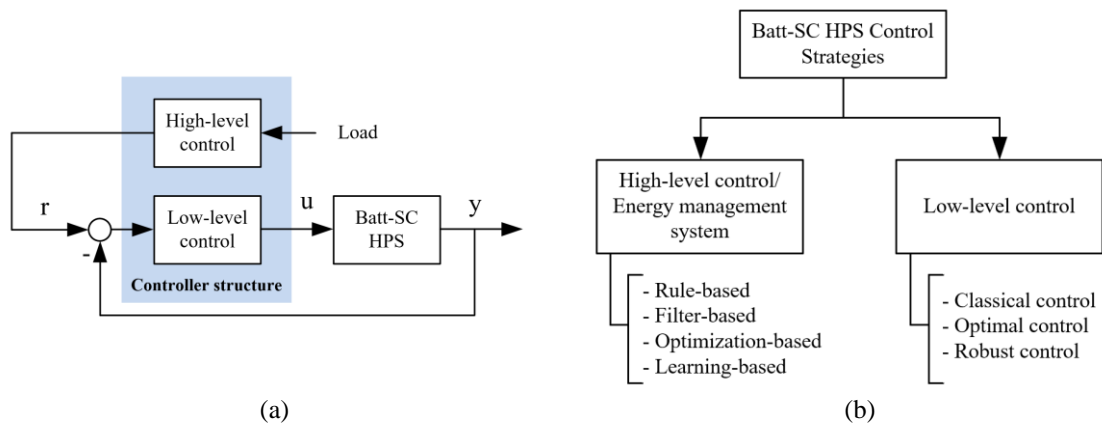 High-level
control
Load
r
Low-level
control
u
Batt-SC
HPS
y
-
Controller structure
(a)
Batt-SC HPS Control
Strategies
High-level control/
Energy management
system
Low-level control
- Rule-based
- Filter-based
- Optimization-based
- Learning-based
- Classical control
- Optimal control
- Robust control
(b)